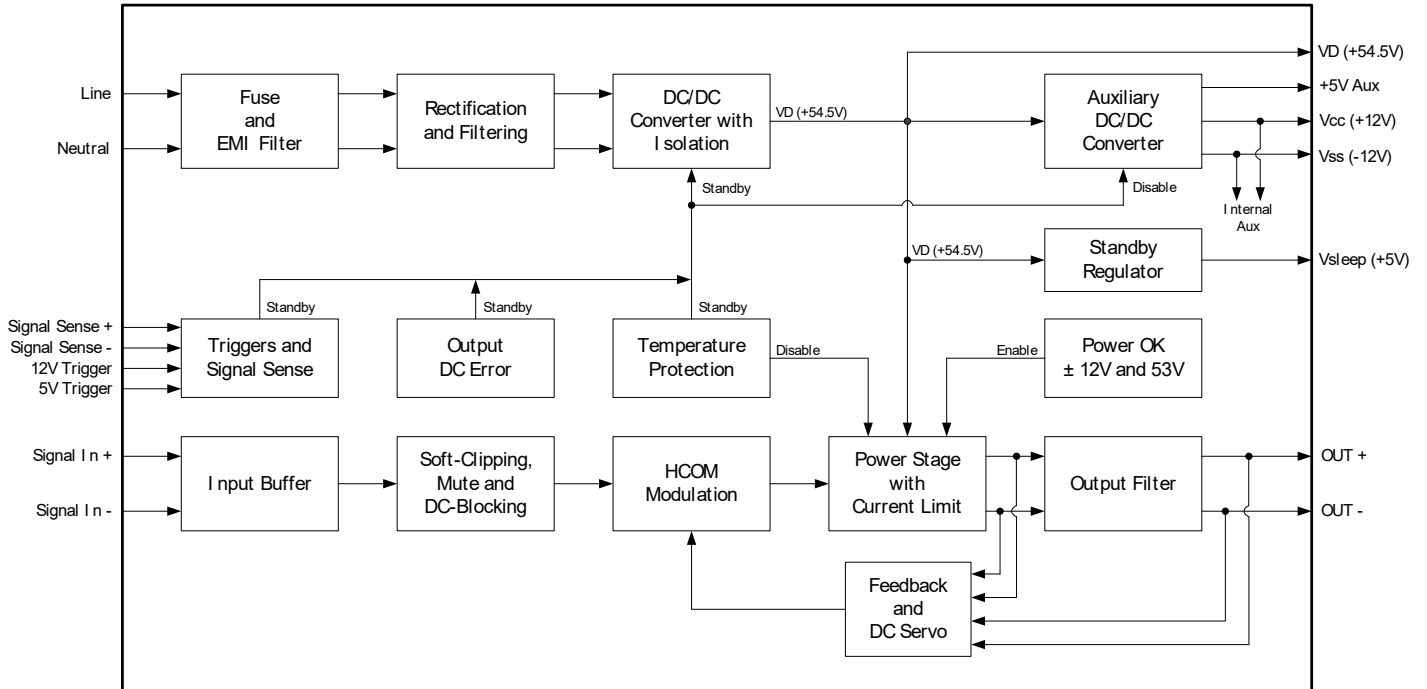 VD (+54.5V)
Line
Fuse
and
EMI Filter
Rectification
and Filtering
DC/DC
Converter with
Isolation
VD (+54.5V)
Auxiliary
DC/DC
Converter
+5V Aux
Vcc (+12V)
Vss (-12V)
Neutral
Standby
Disable
Internal
Aux
VD (+54.5V)
Standby
Regulator
Vsleep (+5V)
Standby
Standby
Standby
Signal Sense +
Signal Sense -
12V Trigger
5V Trigger
Triggers and
Signal Sense
Output
DC Error
Temperature
Protection
Disable
Enable
Power OK
± 12V and 53V
Signal In +
Signal In -
Input Buffer
Soft-Clipping,
Mute and
DC-Blocking
HCOM
Modulation
Power Stage
with
Current Limit
Output Filter
OUT +
OUT -
Feedback
and
DC Servo